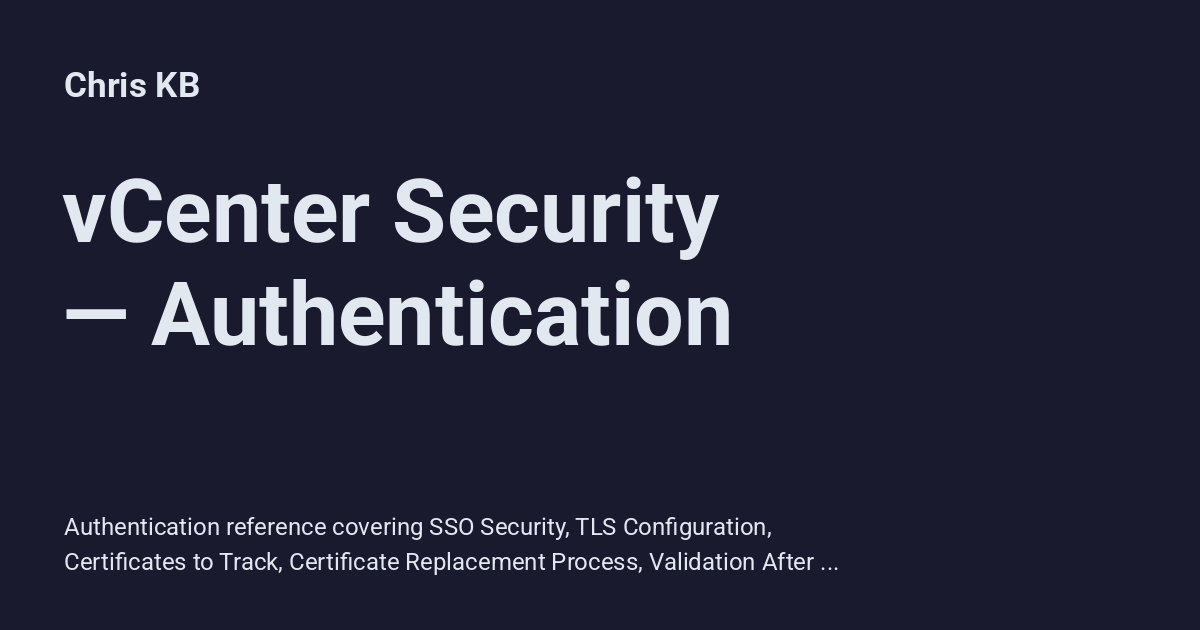 Chris KB
vCenter Security
— Authentication
Authentication reference covering SSO Security, TLS Configuration,
Certificates to Track, Certificate Replacement Process, Validation After ...